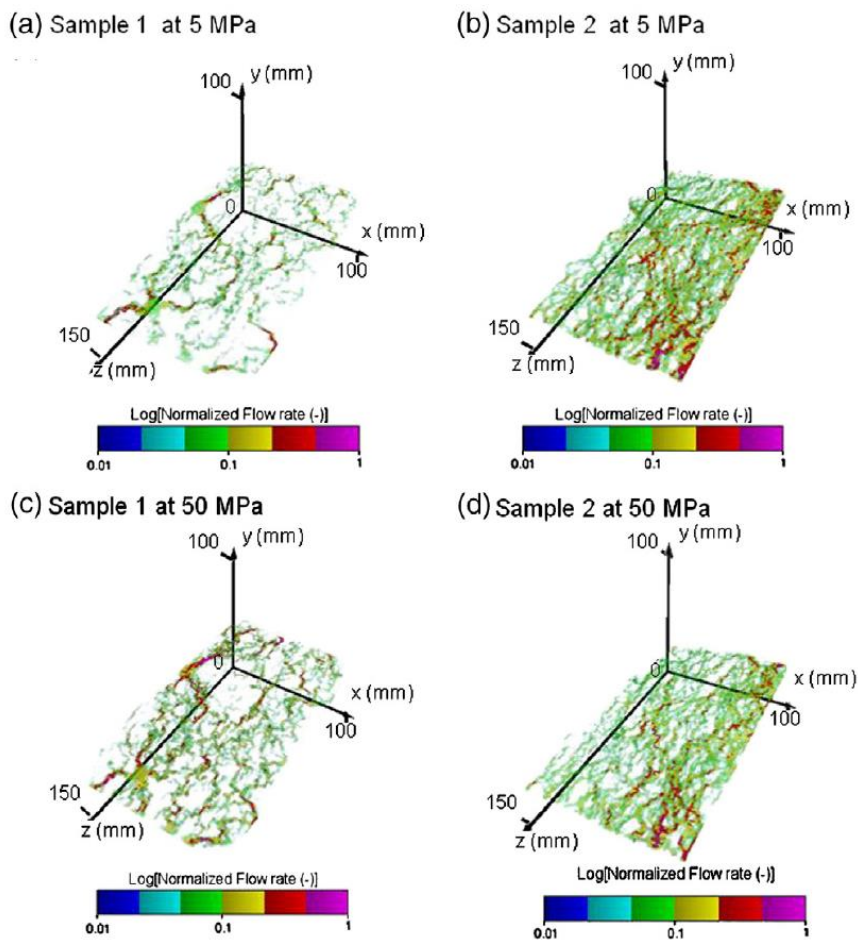 (a) Sample 1 at 5 MPa
y (mm)
100
0
x (mm)
100
150
z (mm)
Log[Normalized Flow rate (-)]
0.01 0.1 1
(b) Sample 2 at 5 MPa
y (mm)
100
0
x (mm)
100
150
z (mm)
Log[Normalized Flow rate (-)]
0.01 0.1 1
(c) Sample 1 at 50 MPa
100
y (mm)
0
x (mm)
100
150
z (mm)
Log[Normalized Flow rate (-)]
0.01 0.1 1
(d) Sample 2 at 50 MPa
100
y (mm)
0
x (mm)
100
150
z (mm)
Log[Normalized Flow rate (-)]
0.01 0.1 1